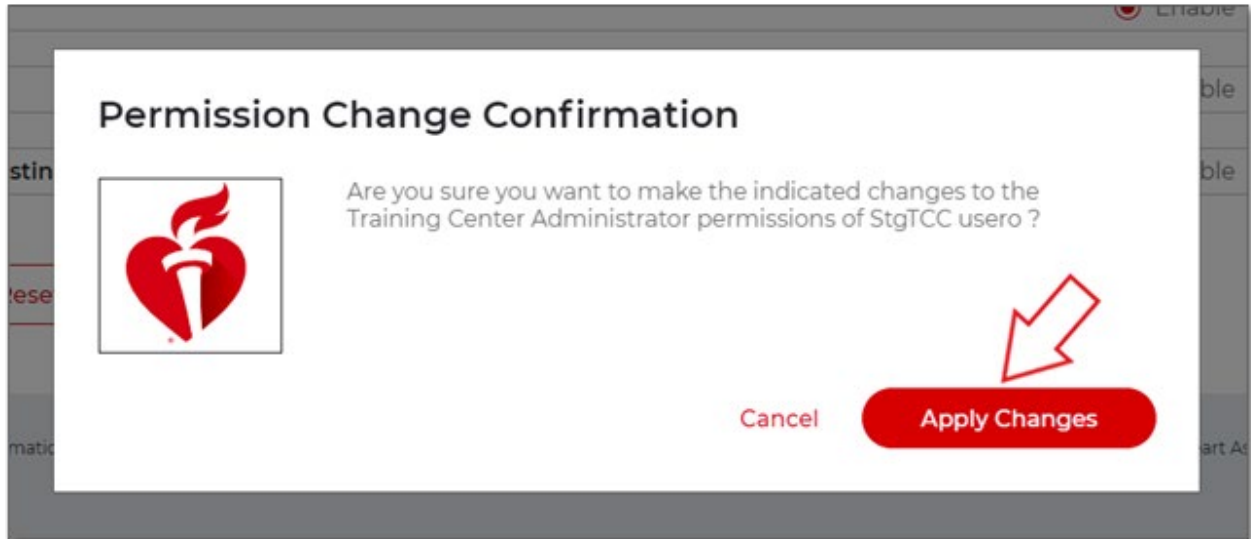 Enable
ble
Permission Change Confirmation
stin
ble
Are you sure you want to make the indicated changes to the
Training Center Administrator permissions of StgTCC usero ?
Rese
Cancel
Apply Changes
matic
art As